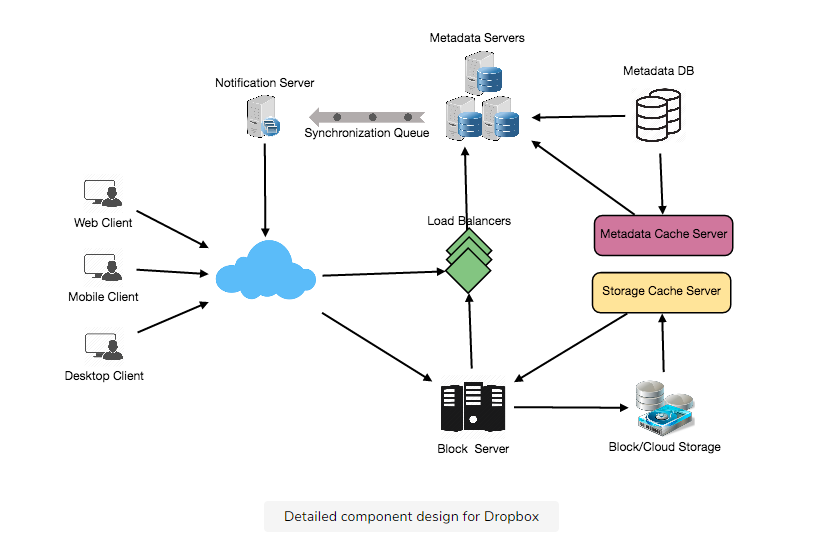 Metadata Servers
Metadata DB
Notification Server
Synchronization Queue
Web Client
Load Balancers
Metadata Cache Server
Mobile Client
Storage Cache Server
Desktop Client
Block Server
Block/Cloud Storage
Detailed component design for Dropbox